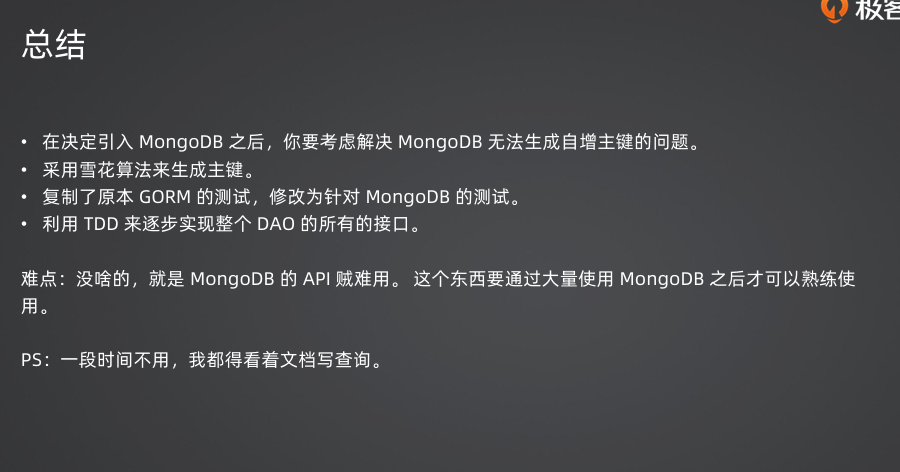 极客
总结
• 在决定引入 MongoDB 之后，你要考虑解决 MongoDB 无法生成自增主键的问题。
• 采用雪花算法来生成主键。
• 复制了原本 GORM 的测试，修改为针对 MongoDB 的测试。
• 利用 TDD 来逐步实现整个 DAO 的所有的接口。
难点：没啥的，就是 MongoDB 的 API 贼难用。 这个东西要通过大量使用 MongoDB 之后才可以熟练使
用。
PS：一段时间不用，我都得看着文档写查询。